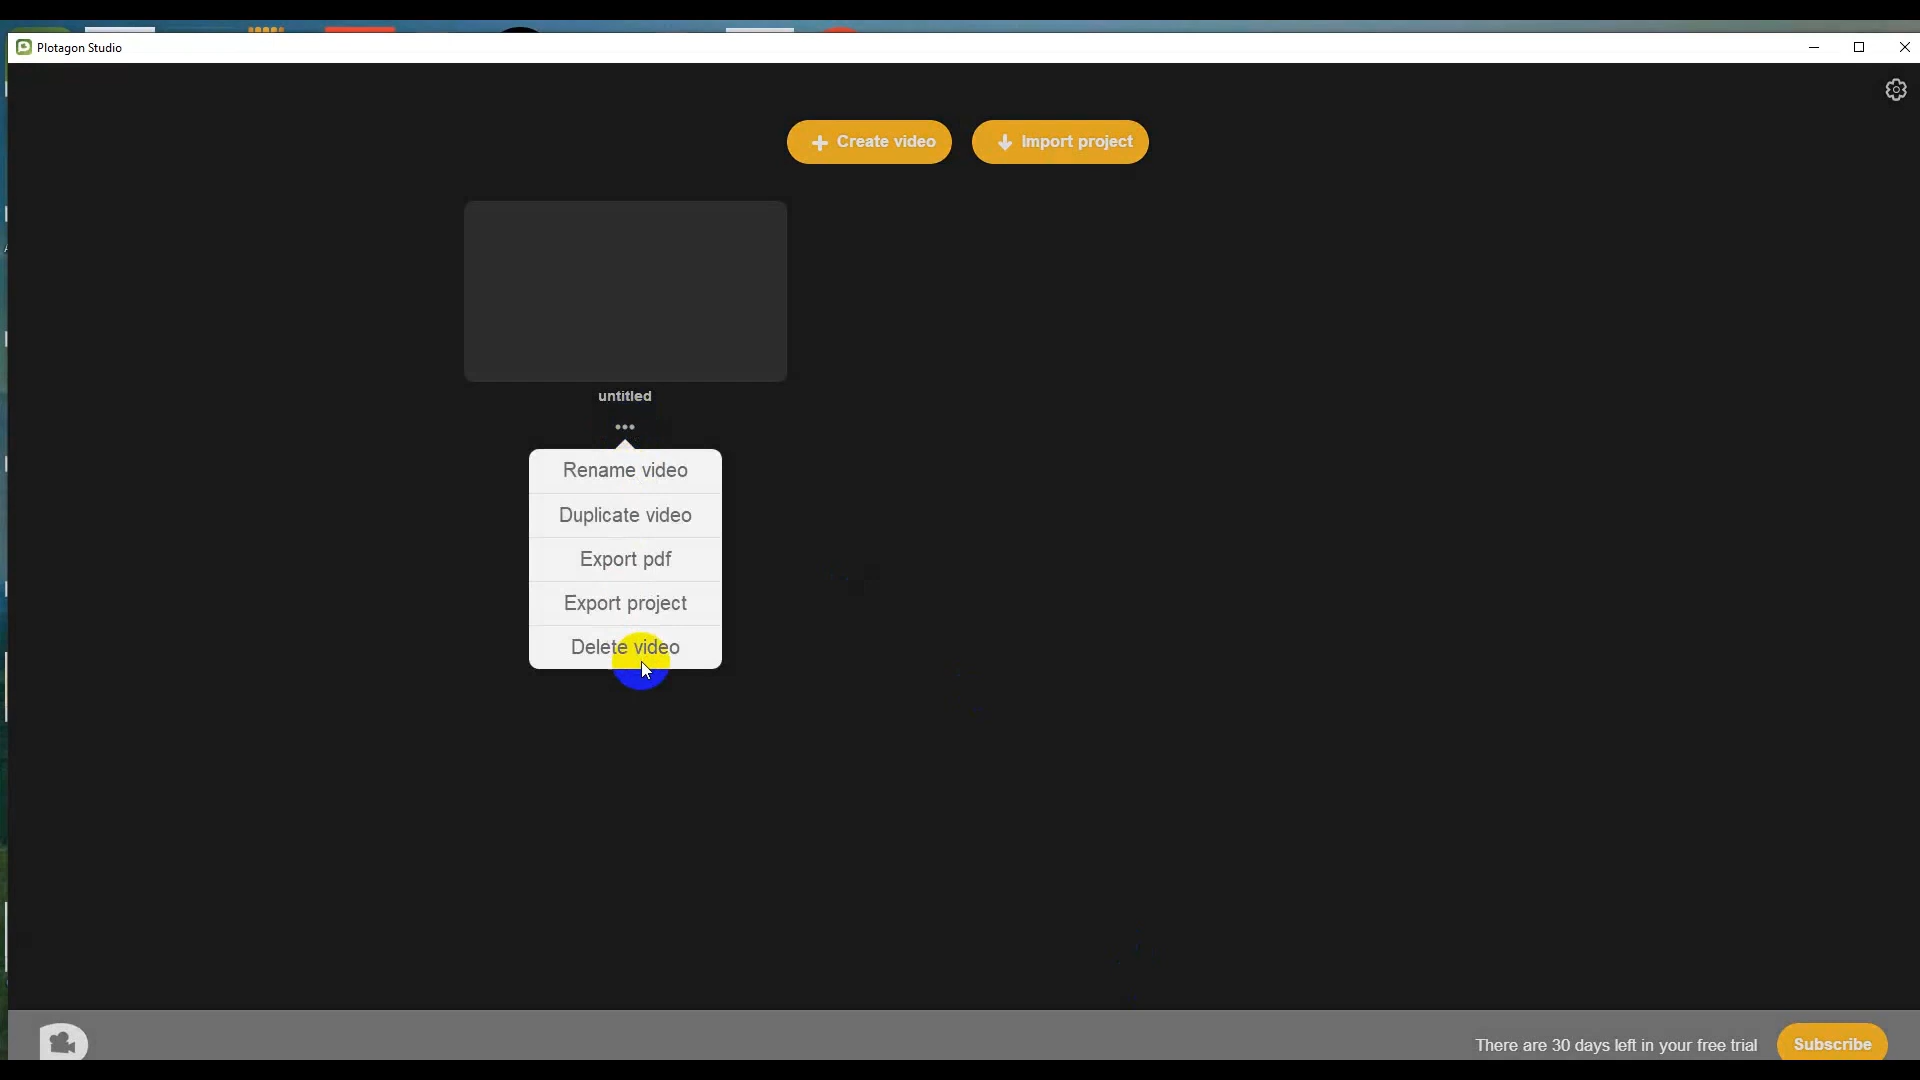 Plotagon Studio
Create video
Import project
untitled
Rename video
Duplicate video
Export pdf
Export project
Delete video
There are 30 days left in your free trial
Subscribe